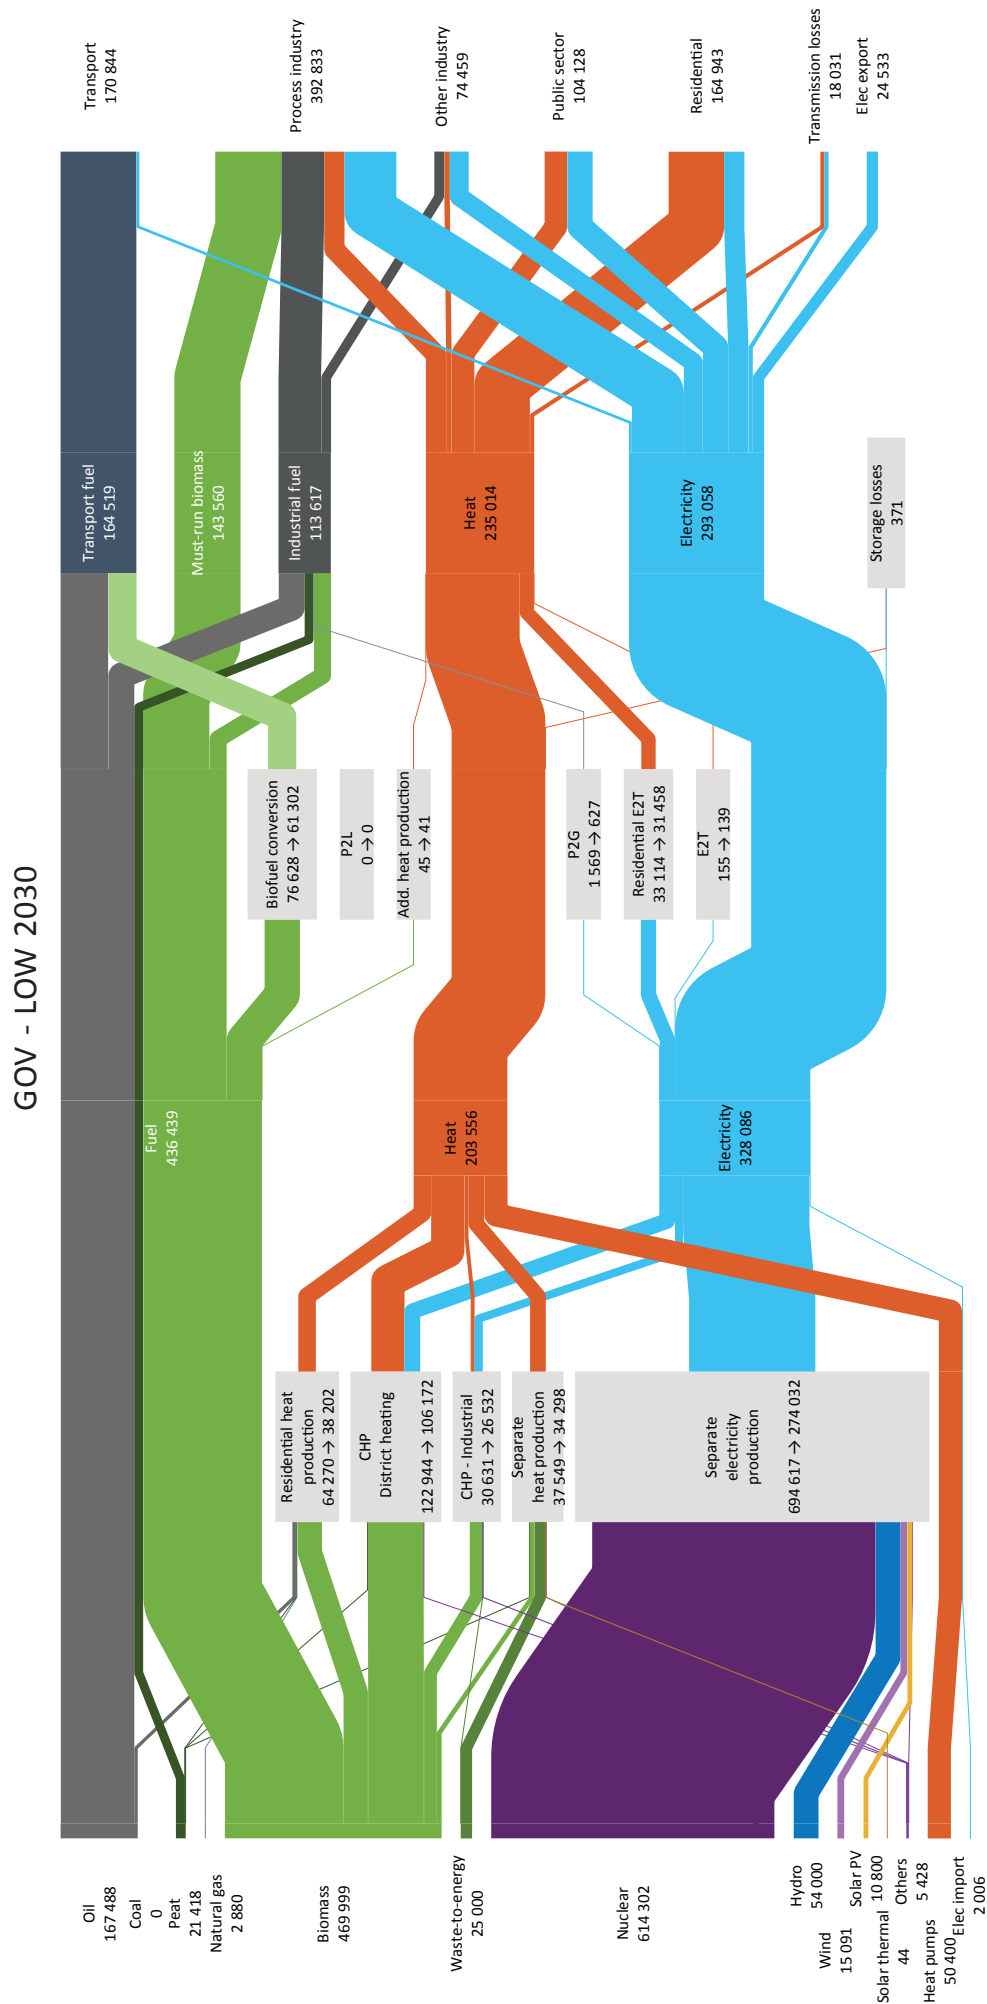 GOV - LOW 2030
Oil
167 488
Coal
0
Peat
21 418
Natural gas
2 880
Biomass
469 999
Waste-to-energy
25 000
Nuclear
614 302
Hydro
54 000
Wind
15 091
Solar PV
10 800
Solar thermal
44
Others
5 428
Heat pumps
50 400
Elec import
2 006
Residential heat
production
64 270 → 38 202
CHP
District heating
122 944 → 106 172
CHP - Industrial
30 631 → 26 532
Separate
heat production
37 549 → 34 298
Separate
electricity
production
694 617 → 274 032
Fuel
436 439
Heat
203 556
Electricity
328 086
Biofuel conversion
76 628 → 61 302
P2L
0 → 0
Add. heat production
45 → 41
P2G
1 569 → 627
Residential E2T
33 114 → 31 458
E2T
155 → 139
Transport fuel
164 519
Must-run biomass
143 560
Industrial fuel
113 617
Heat
235 014
Electricity
293 058
Storage losses
371
Transport
170 844
Process industry
392 833
Other industry
74 459
Public sector
104 128
Residential
164 943
Transmission losses
18 031
Elec export
24 533